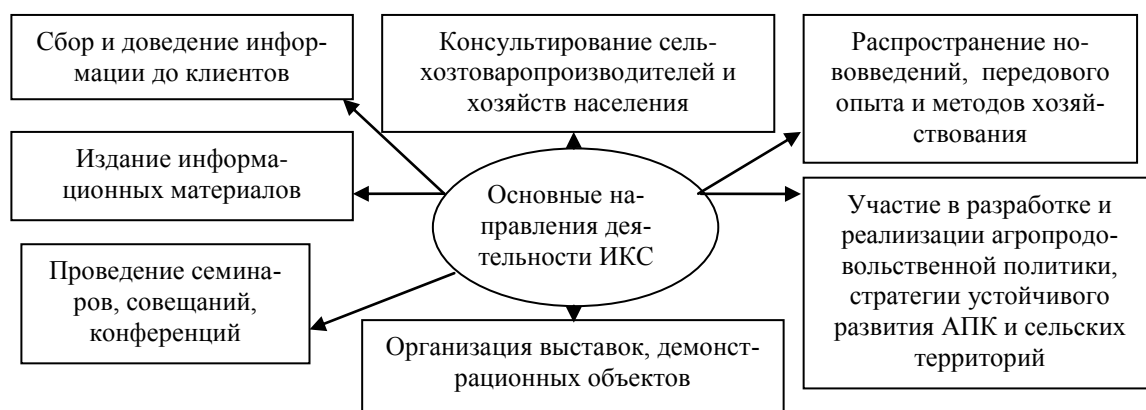 Сбор и доведение инфор-
мации до клиентов
Консультирование сель-
хозтоваропроизводителей и
хозяйств населения
Распространение но-
вовведений, передового
опыта и методов хозяй-
ствования
Издание информа-
ционных материалов
Основные на-
правления дея-
тельности ИКС
Участие в разработке и
реалиизации агропродо-
вольственной политики,
стратегии устойчивого
развития АПК и сельских
территорий
Проведение семина-
ров, совещаний,
конференций
Организация выставок, демонст-
рационных объектов